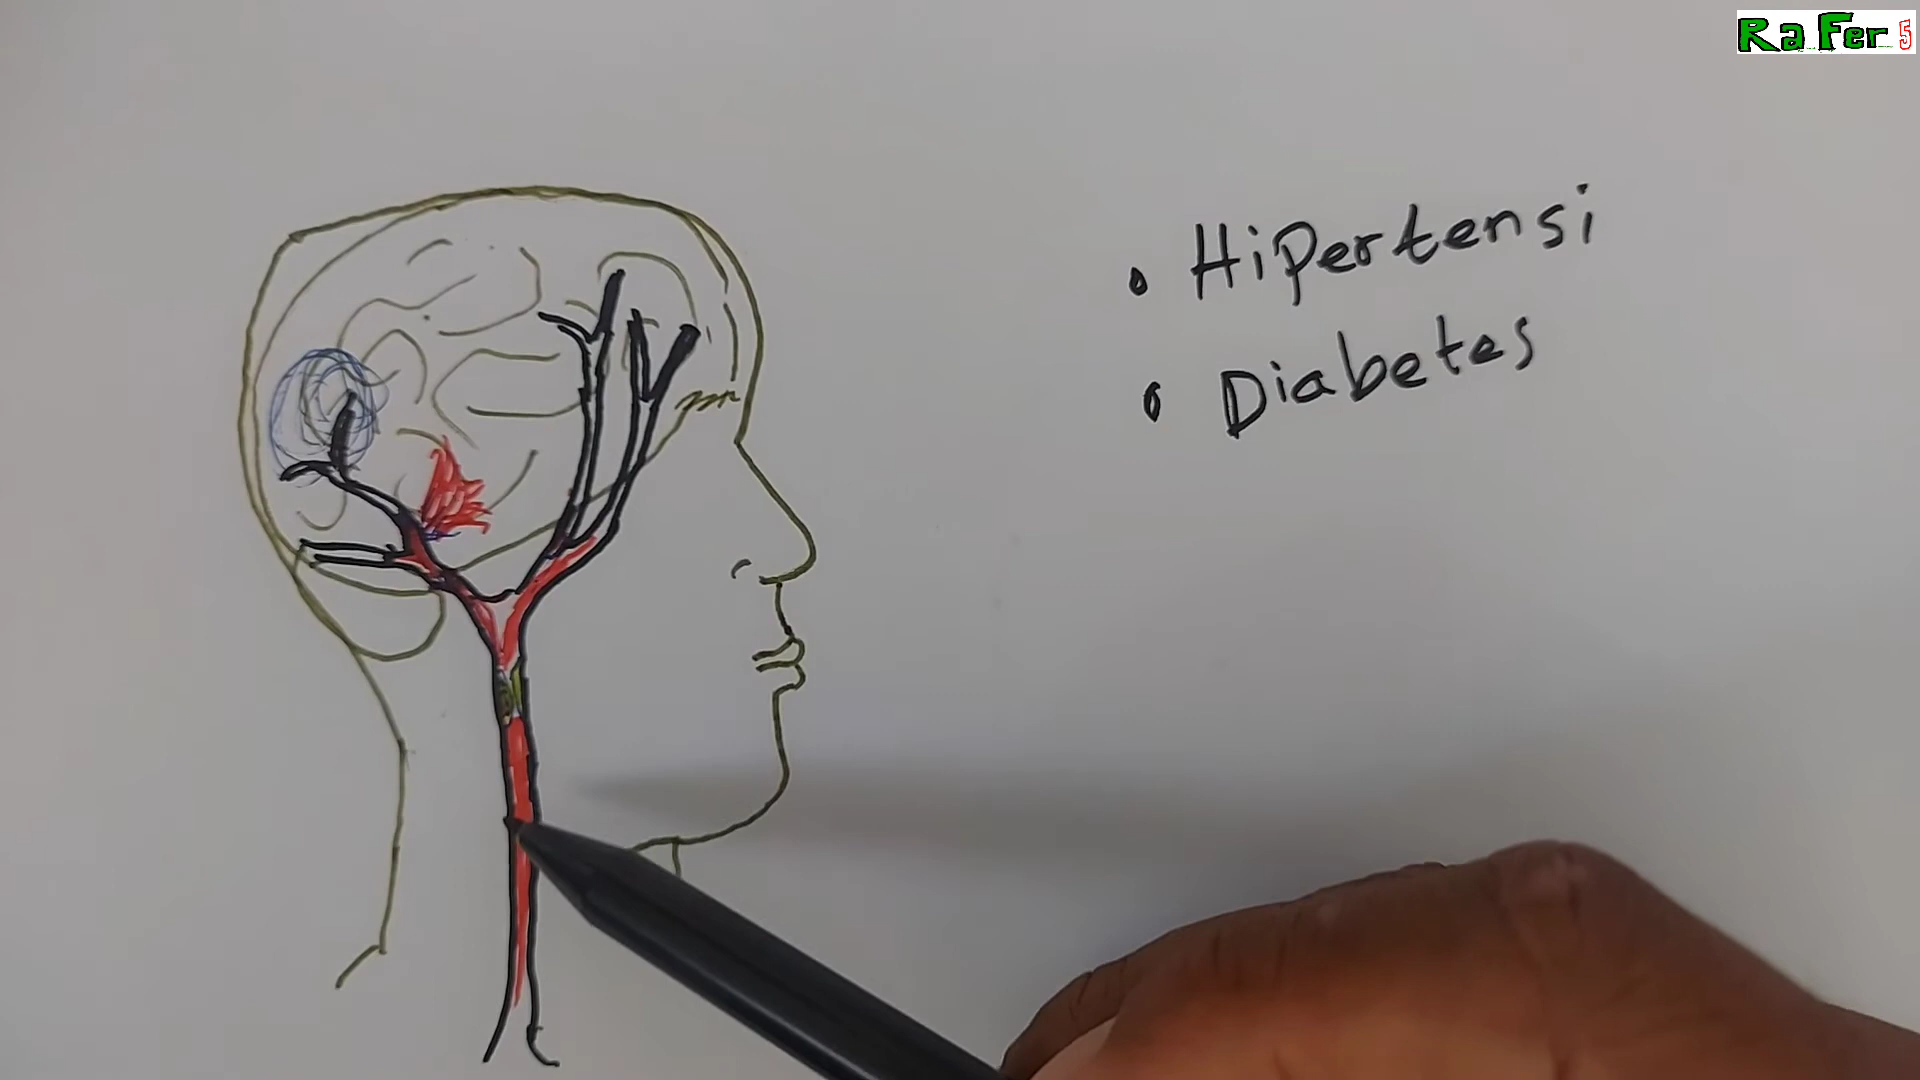 Ra Fer 5
• Hipertensi
• Diabetes